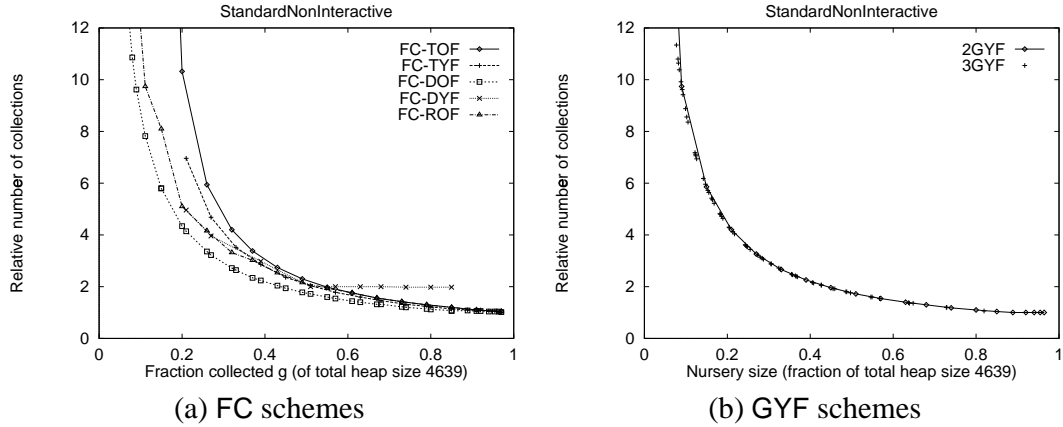 StandardNonInteractive
12
10
8
6
4
2
0
Relative number of collections
FC-TOF
FC-TYF
FC-DOF
FC-DYF
FC-ROF
0 0.2 0.4 0.6 0.8 1
Fraction collected g (of total heap size 4639)
(a) FC schemes
StandardNonInteractive
12
10
8
6
4
2
0
Relative number of collections
2GYF
3GYF
0 0.2 0.4 0.6 0.8 1
Nursery size (fraction of total heap size 4639)
(b) GYF schemes